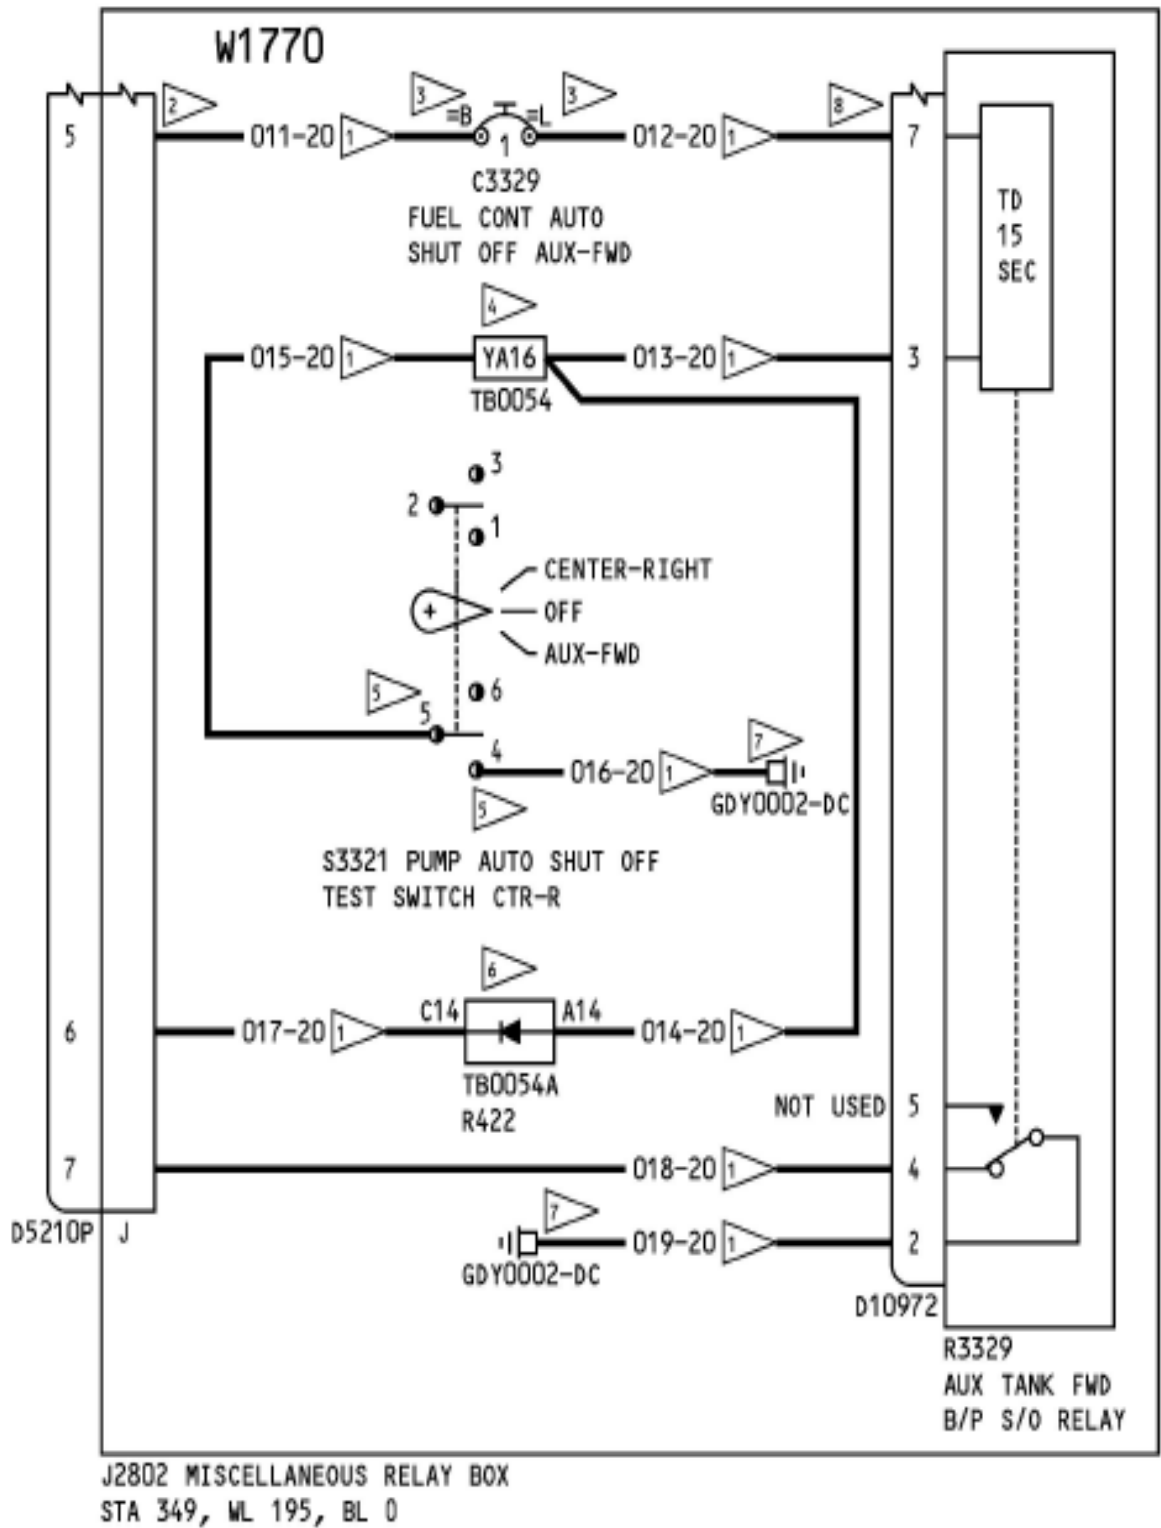 W1770
2
3
3
8
=B
=L
5
011-20
1
1
012-20
1
7
C3329
FUEL CONT AUTO
SHUT OFF AUX-FWD
TD
15
SEC
4
015-20
1
YA16
013-20
1
3
TB0054
3
2
1
CENTER-RIGHT
OFF
AUX-FWD
+
5
6
5
7
4
016-20
1
GDY0002-DC
5
S3321 PUMP AUTO SHUT OFF
TEST SWITCH CTR-R
6
C14
A14
6
017-20
1
014-20
1
TB0054A
R422
NOT USED
5
7
018-20
1
4
7
D5210P
J
019-20
1
2
GDY0002-DC
D10972
R3329
AUX TANK FWD
B/P S/O RELAY
J2802 MISCELLANEOUS RELAY BOX
STA 349, WL 195, BL 0